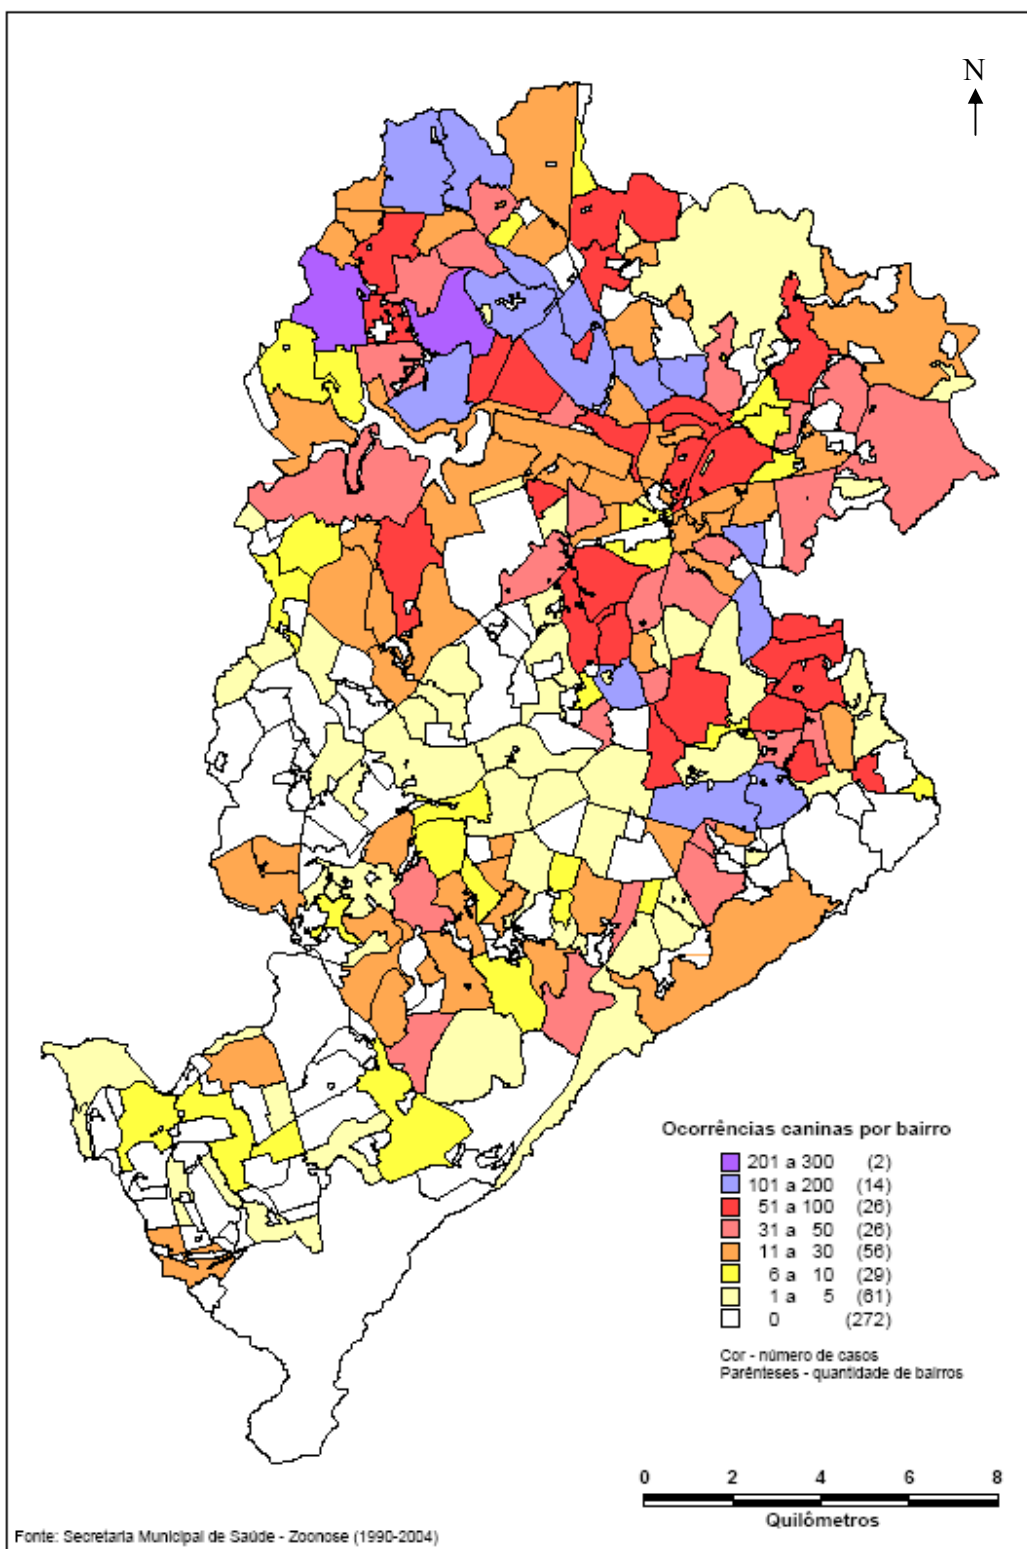 N
Ocorrências caninas por bairro
201 a 300 (2)
101 a 200 (14)
51 a 100 (26)
31 a 50 (26)
11 a 30 (56)
6 a 10 (29)
1 a 5 (61)
0 (272)
Cor - número de casos
Parênteses - quantidade de bairros
0 2 4 6 8
Quilômetros
Fonte: Secretaria Municipal de Saúde - Zoonose (1990-2004)